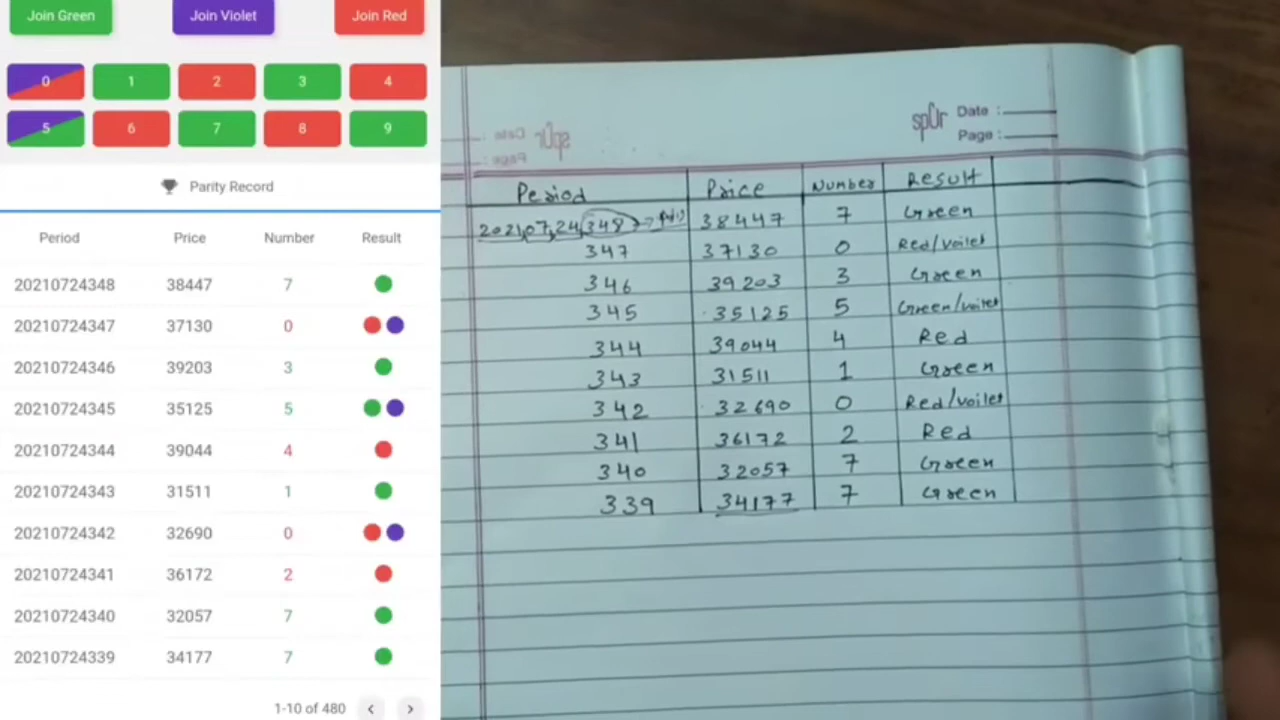 Join Green Join Violet Join Red
0 1 2 3 4
5 6 7 8 9
Parity Record
Period Price Number Result
20210724348 38447 7
20210724347 37130 0
20210724346 39203 3
20210724345 35125 5
20210724344 39044 4
20210724343 31511 1
20210724342 32690 0
20210724341 36172 2
20210724340 32057 7
20210724339 34177 7
1-10 of 480
spür Date :
Page :
Period Price Number Result
2021,07,24,348 38447 7 Green
347 37130 0 Red/voilet
346 39203 3 Green
345 35125 5 Green/voilet
344 39044 4 Red
343 31511 1 Green
342 32690 0 Red/voilet
341 36172 2 Red
340 32057 7 Green
339 34177 7 Green